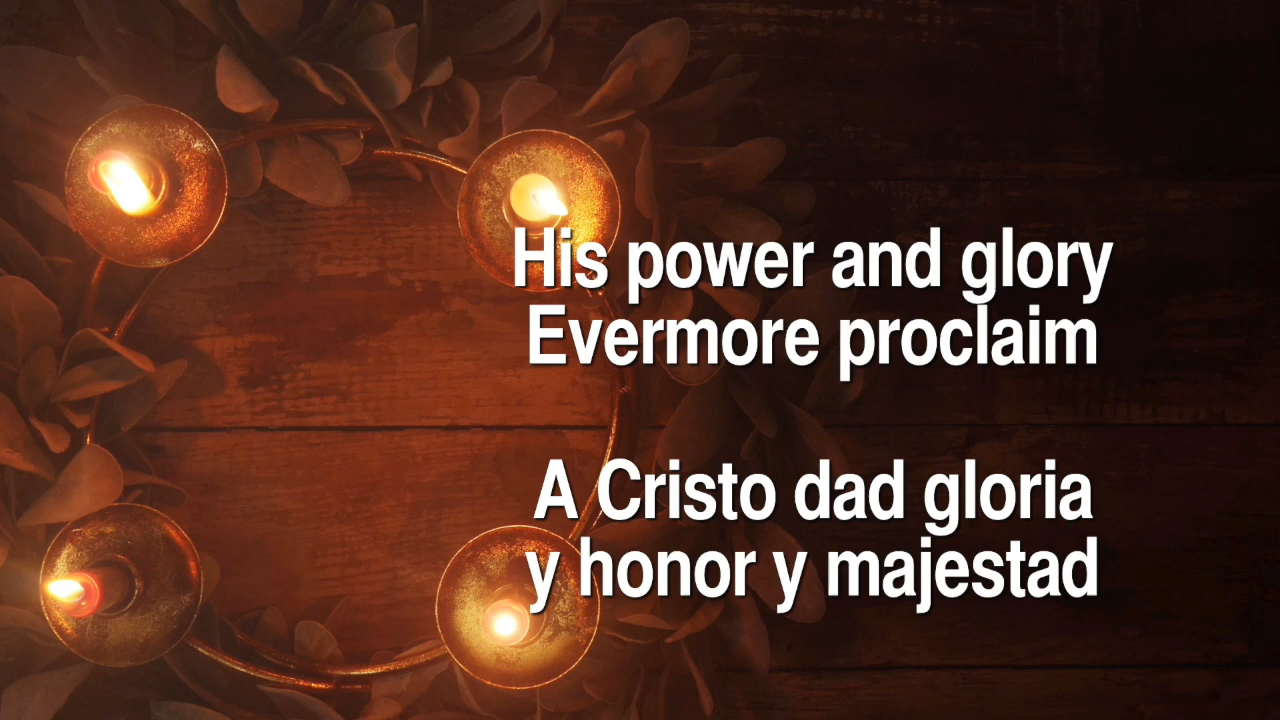 His power and glory
Evermore proclaim
A Cristo dad gloria
y honor y majestad